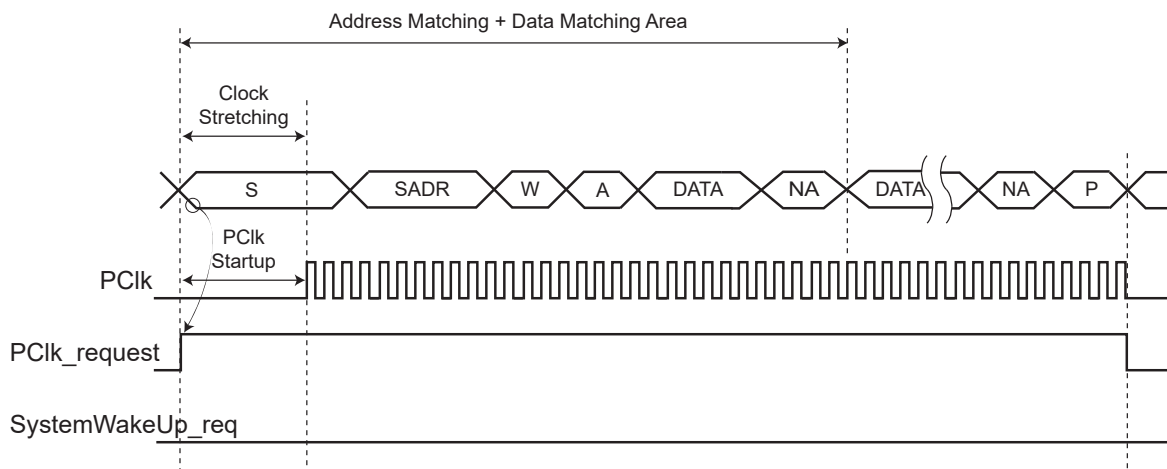 Address Matching + Data Matching Area
Clock
Stretching
S
SADR
W
A
DATA
NA
DATA
NA
P
PClk
Startup
PClk
PClk_request
SystemWakeUp_req